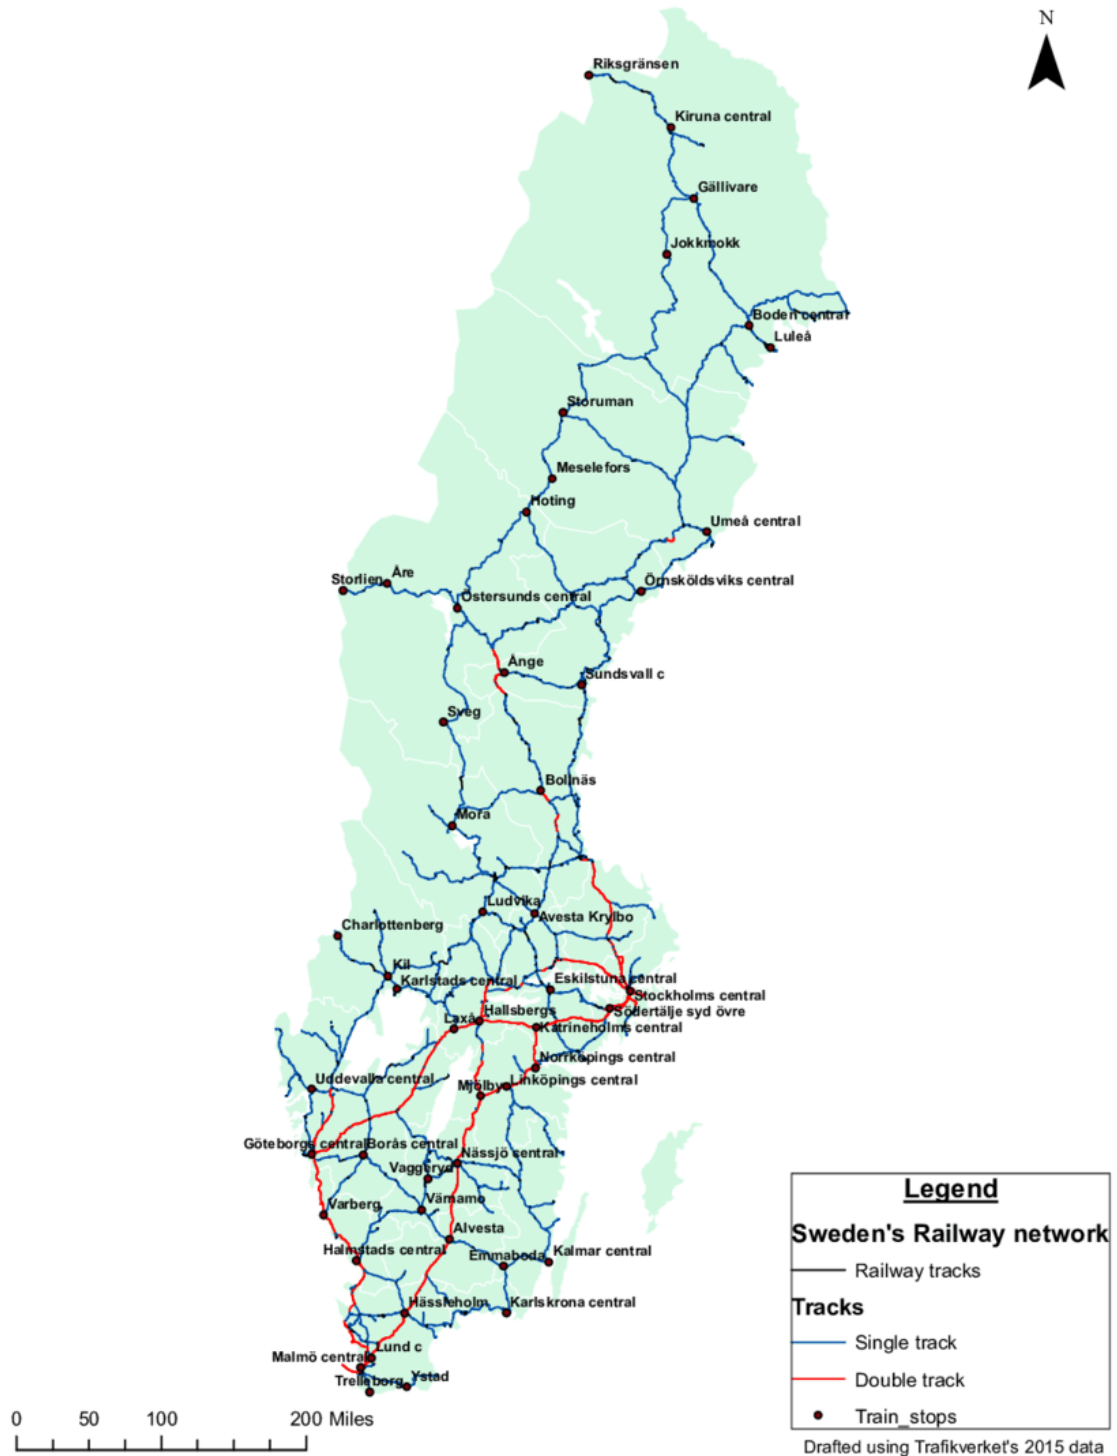 N
Riksgränsen
Kiruna central
Gällivare
Jokkmokk
Boden central
Luleå
Storuman
Meselefors
Hoting
Umeå central
Storlien
Åre
Örnsköldsviks central
Östersunds central
Ånge
Sundsvall c
Sveg
Bollnäs
Mora
Ludvika
Avesta Krylbo
Charlottenberg
Kil
Karlstads central
Eskilstuna central
Stockholms central
Hallsbergs
Södertälje syd övre
Laxå
Katrineholms central
Norrköpings central
Uddevalla central
Mjölby
Linköpings central
Göteborgs central
Borås central
Nässjö central
Vaggeryd
Värnamo
Varberg
Alvesta
Halmstads central
Emmaboda
Kalmar central
Hässleholm
Karlskrona central
Lund c
Malmö central
Trelleborg
Ystad
0 50 100 200 Miles
Legend
Sweden's Railway network
Railway tracks
Tracks
Single track
Double track
Train_stops
Drafted using Trafikverket's 2015 data